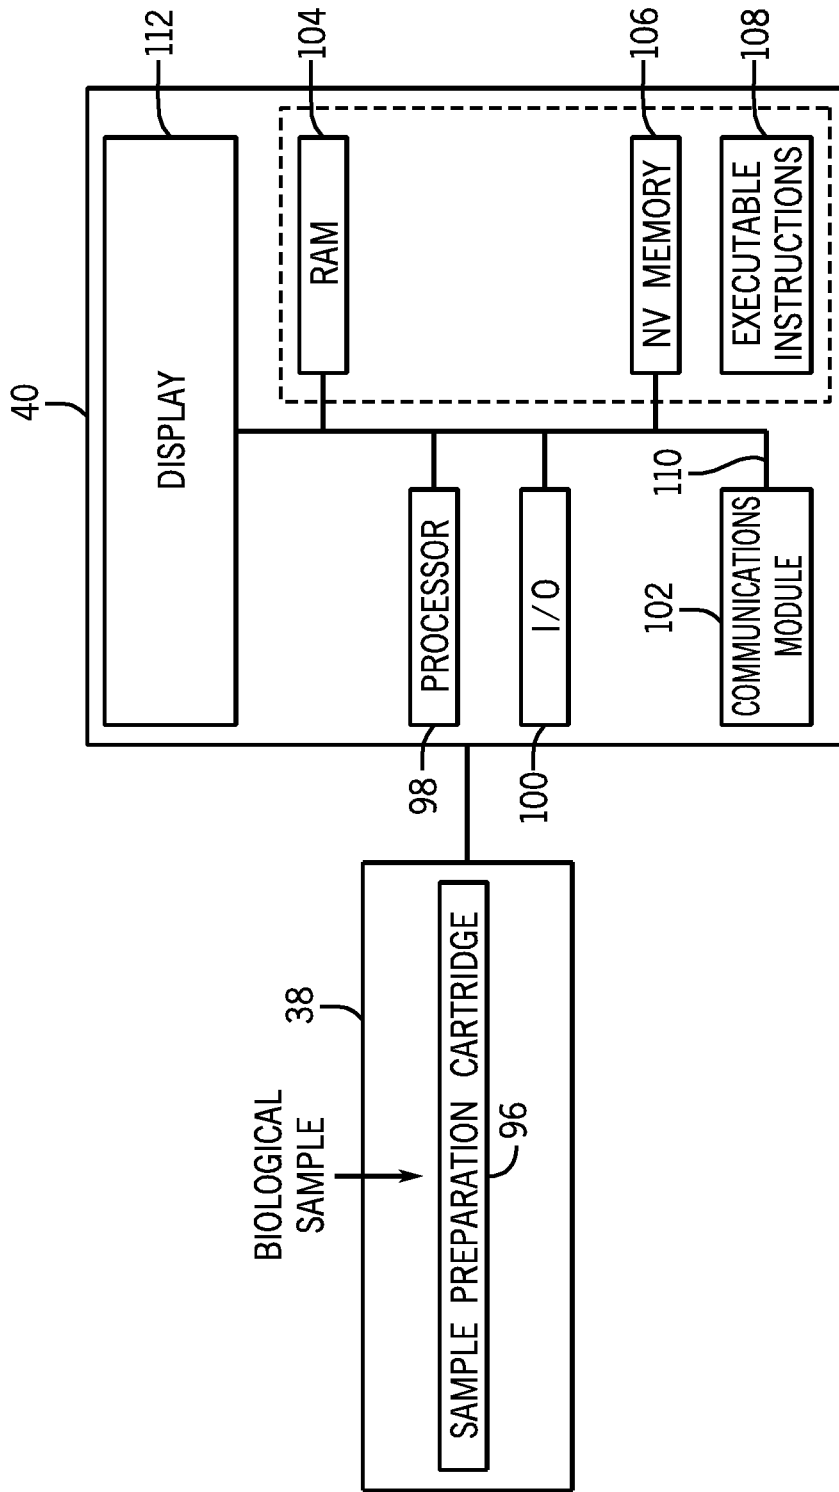 40
112
DISPLAY
RAM
104
PROCESSOR
98
I/O
100
NV MEMORY
106
COMMUNICATIONS
MODULE
102
110
EXECUTABLE
INSTRUCTIONS
108
BIOLOGICAL
SAMPLE
38
SAMPLE PREPARATION CARTRIDGE
96